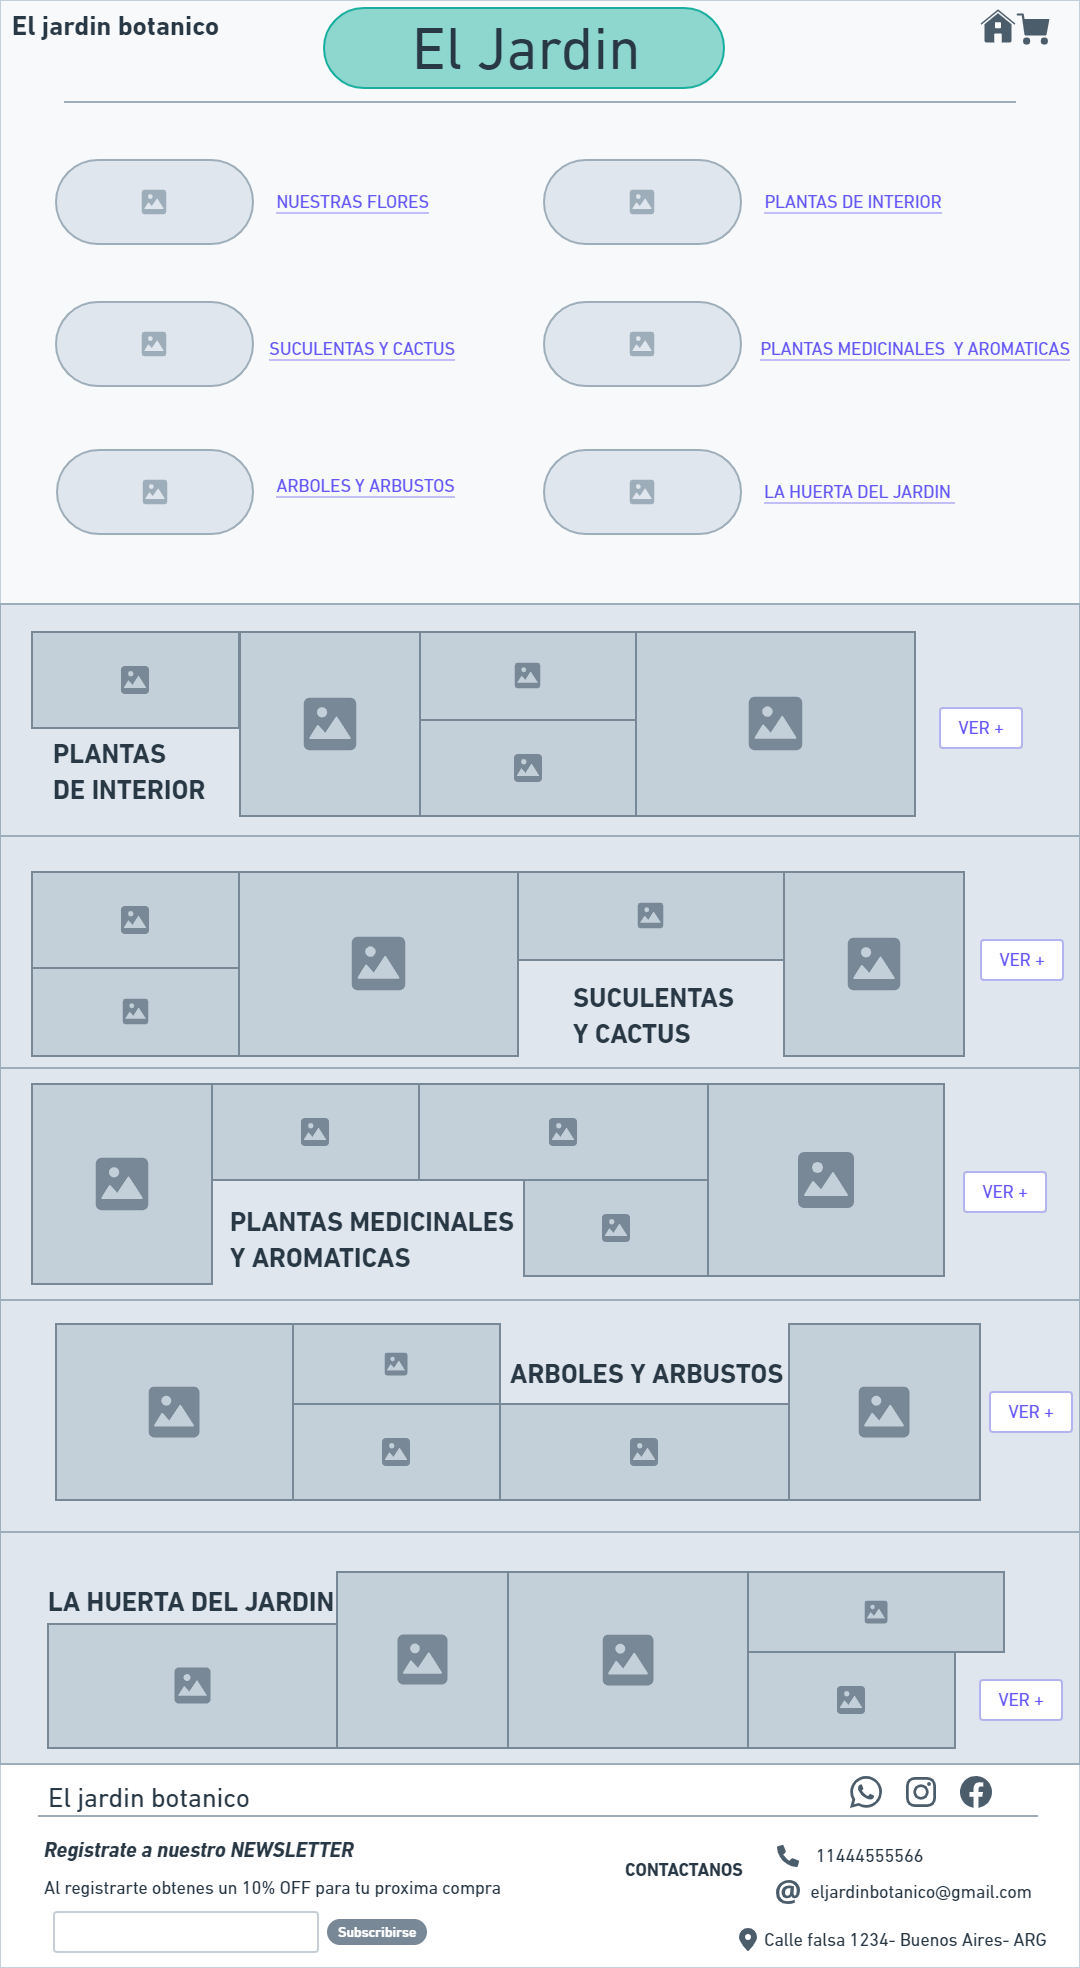 El jardin botanico
El Jardin
NUESTRAS FLORES
PLANTAS DE INTERIOR
SUCULENTAS Y CACTUS
PLANTAS MEDICINALES  Y AROMATICAS
ARBOLES Y ARBUSTOS
LA HUERTA DEL JARDIN
PLANTAS
DE INTERIOR
VER +
SUCULENTAS
Y CACTUS
VER +
PLANTAS MEDICINALES
Y AROMATICAS
VER +
ARBOLES Y ARBUSTOS
VER +
LA HUERTA DEL JARDIN
VER +
El jardin botanico
Registrate a nuestro NEWSLETTER
Al registrarte obtenes un 10% OFF para tu proxima compra
Subscribirse
CONTACTANOS
11444555566
eljardinbotanico@gmail.com
Calle falsa 1234- Buenos Aires- ARG